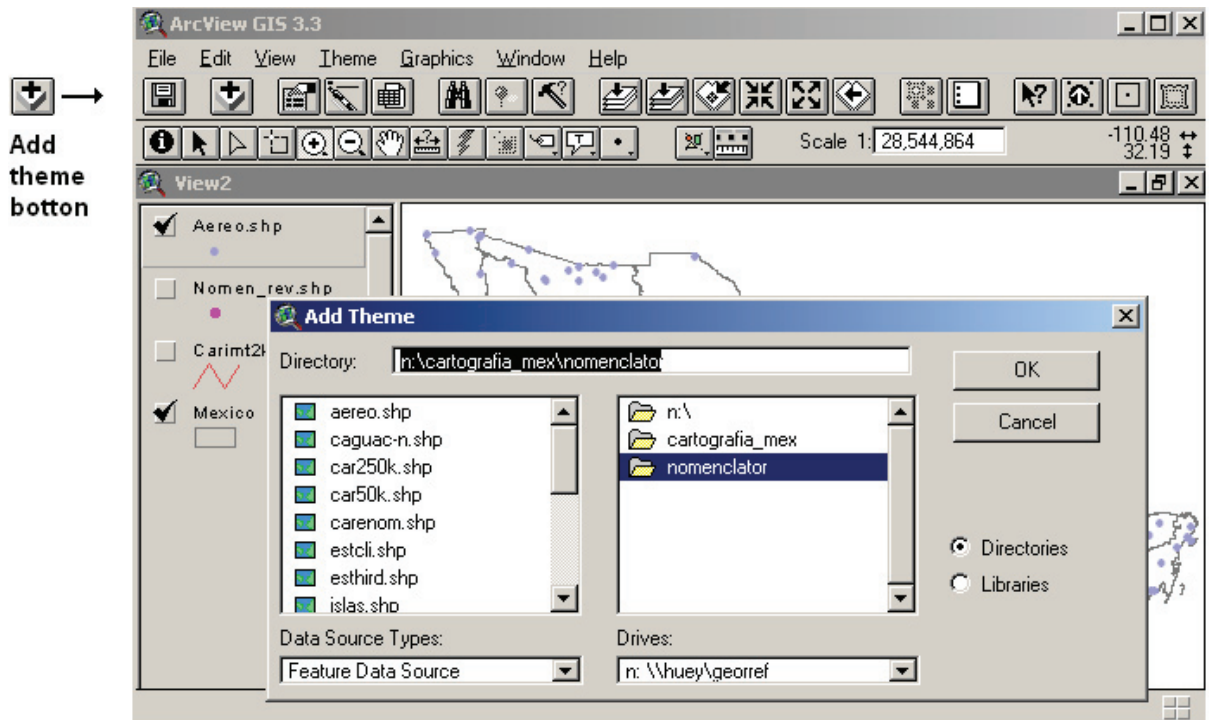 Add
theme
botton
ArcView GIS 3.3
File Edit View Theme Graphics Window Help
Scale 1: 28,544,864
-110.48
32.19
View2
Aereo.shp
Nomen_rev.shp
Carimt2k
Mexico
Add Theme
Directory: n:\cartografia_mex\nomenclator
OK
Cancel
aereo.shp
caguac-n.shp
car250k.shp
car50k.shp
carenom.shp
estcli.shp
esthird.shp
islas.shp
n:\
cartografia_mex
nomenclator
Directories
Libraries
Data Source Types:
Feature Data Source
Drives:
n: \\huey\georref